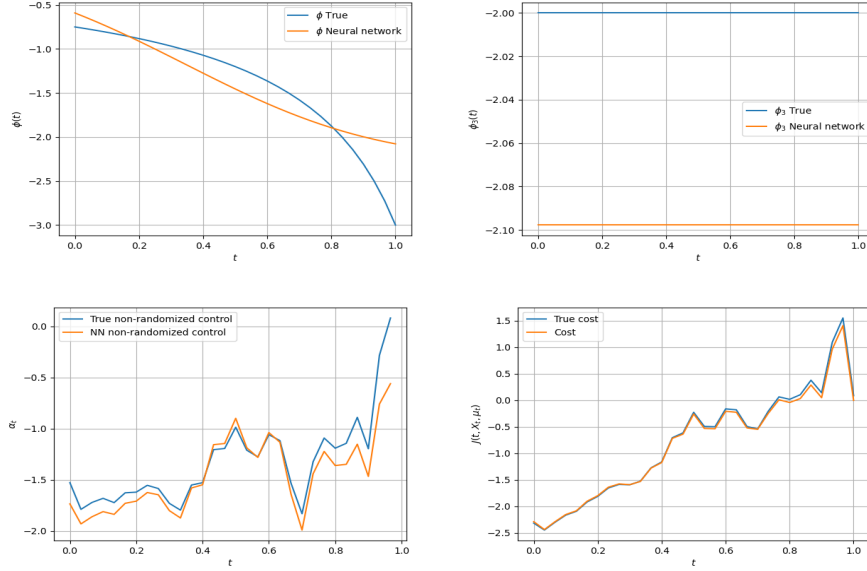 −0.5
−1.0
−1.5
−2.0
−2.5
−3.0
ϕ(t)
ϕ True
ϕ Neural network
0.0 0.2 0.4 0.6 0.8 1.0
t
−2.00
−2.02
−2.04
−2.06
−2.08
−2.10
ϕ₃(t)
ϕ₃ True
ϕ₃ Neural network
0.0 0.2 0.4 0.6 0.8 1.0
t
0.0
−0.5
−1.0
−1.5
−2.0
αₜ
True non-randomized control
NN non-randomized control
0.0 0.2 0.4 0.6 0.8 1.0
t
1.5
1.0
0.5
0.0
−0.5
−1.0
−1.5
−2.0
−2.5
J(t, Xₜ, μₜ)
True cost
Cost
0.0 0.2 0.4 0.6 0.8 1.0
t